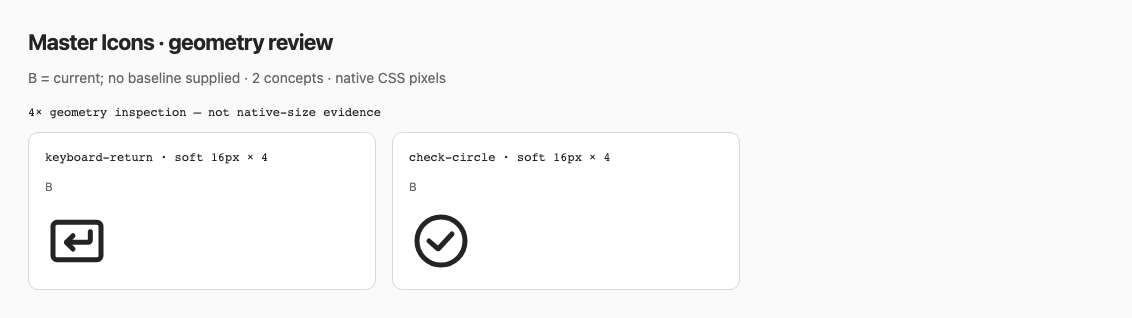 Master Icons · geometry review
B = current; no baseline supplied · 2 concepts · native CSS pixels
4× geometry inspection — not native-size evidence
keyboard-return · soft 16px × 4
B
check-circle · soft 16px × 4
B